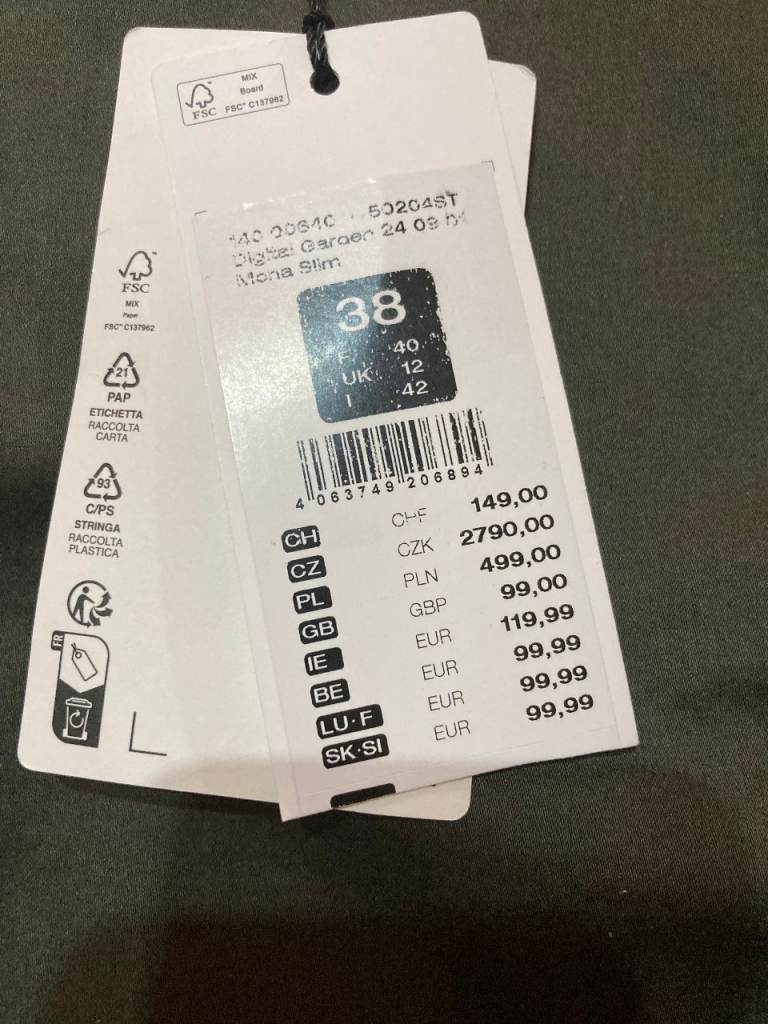 MIX
Board
FSC® C137962
FSC
50204ST
Digital Garden 24 09
Mona Slim
38
F 40
UK 12
I 42
4 063749 206894
CH CHF 149,00
CZ CZK 2790,00
PL PLN 499,00
GB GBP 99,00
IE EUR 119,99
BE EUR 99,99
LU·F EUR 99,99
SK·SI EUR 99,99
FSC
MIX
Paper
FSC® C137962
21
PAP
ETICHETTA
RACCOLTA
CARTA
93
C/PS
STRINGA
RACCOLTA
PLASTICA
FR